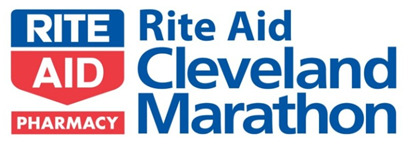 RITE
AID
PHARMACY
Rite Aid
Cleveland
Marathon